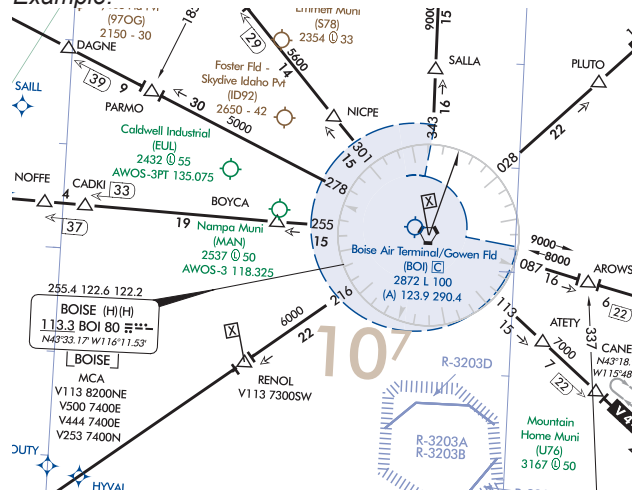 Example:
(97OG)
2150 - 30
Emmett Muni
(S78)
2354 Ⓛ 33
DAGNE
39
9
PARMO
SAILL
29
5600
14
Foster Fld -
Skydive Idaho Pvt
(ID92)
2650 - 42
30
5000
NICPE
301
15
278
9000
15
SALLA
16
343
PLUTO
22
028
Caldwell Industrial
(EUL)
2432 Ⓛ 55
AWOS-3PT 135.075
NOFFE
4
CADKI
33
37
19
BOYCA
255
15
Nampa Muni
(MAN)
2537 Ⓛ 50
AWOS-3 118.325
X
Boise Air Terminal/Gowen Fld
(BOI) C
2872 L 100
(A) 123.9 290.4
9000
8000
087
16
AROWS
6
22
113
15
ATETY
7000
7
22
337
CANE
N43°18.
W115°48
V4
255.4 122.6 122.2
BOISE (H)(H)
113.3 BOI 80
N43°33.17' W116°11.53'
BOISE
MCA
V113 8200NE
V500 7400E
V444 7400E
V253 7400N
216
6000
22
X
RENOL
V113 7300SW
10⁷
R-3203D
R-3203A
R-3203B
Mountain
Home Muni
(U76)
3167 Ⓛ 50
OUTY
HYVAL